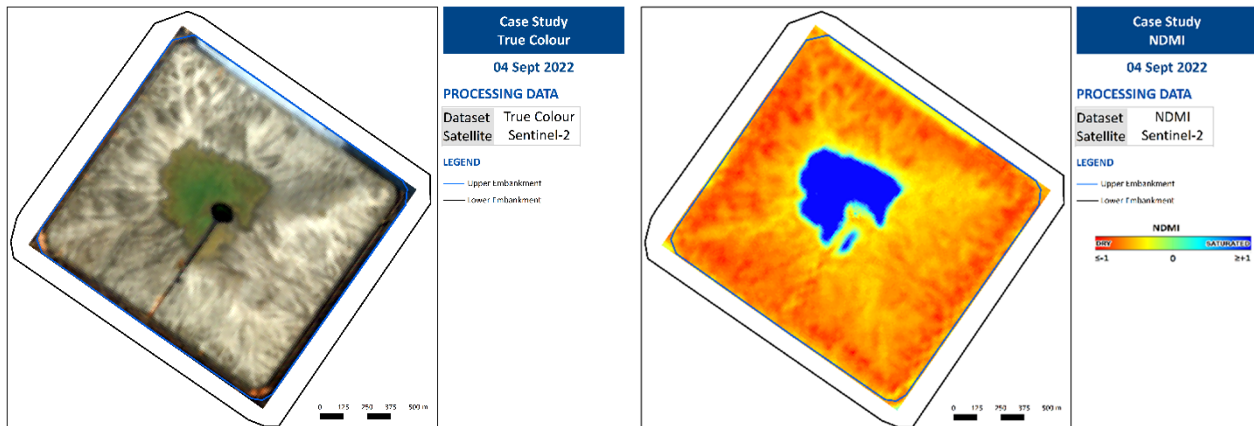 Case Study
True Colour
04 Sept 2022
PROCESSING DATA
Dataset True Colour
Satellite Sentinel-2
LEGEND
Upper Embankment
Lower Embankment
0 125 250 375 500 m
Case Study
NDMI
04 Sept 2022
PROCESSING DATA
Dataset NDMI
Satellite Sentinel-2
LEGEND
Upper Embankment
Lower Embankment
NDMI
DRY SATURATED
≤-1 0 ≥+1
0 125 250 375 500 m